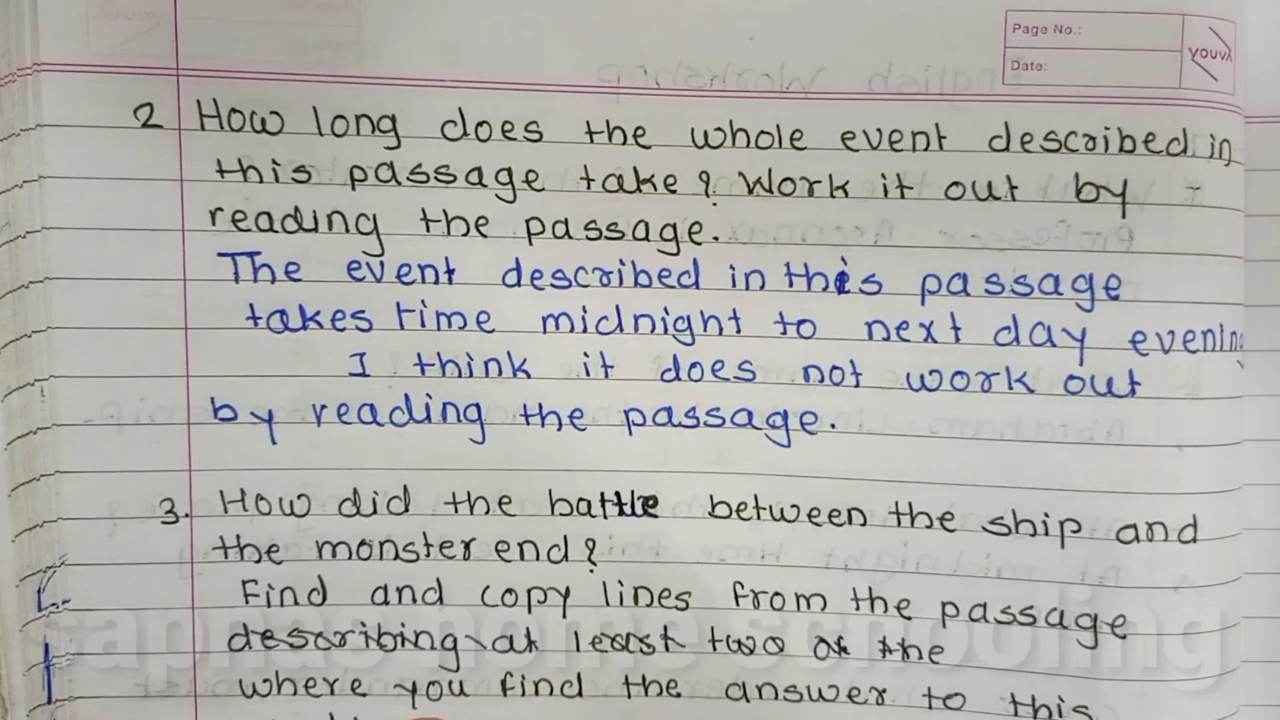 Page No.:
Date:
YOUVA
2 How long does the whole event described in
this passage take? Work it out by
reading the passage.
The event described in this passage
takes time midnight to next day evening
I think it does not work out
by reading the passage.
3. How did the battle between the ship and
the monster end?
Find and copy lines from the passage
describing at least two of the
where you find the answer to this